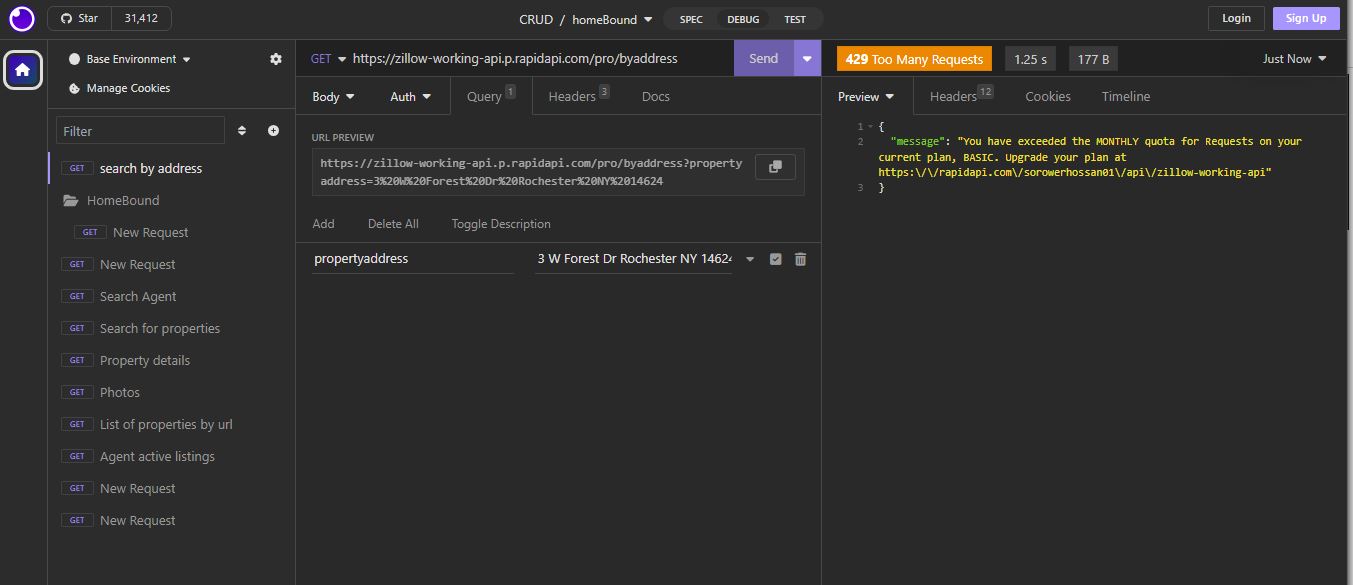 Star 31,412
CRUD / homeBound
SPEC DEBUG TEST
Login Sign Up
Base Environment
Manage Cookies
Filter
GET search by address
HomeBound
GET New Request
GET New Request
GET Search Agent
GET Search for properties
GET Property details
GET Photos
GET List of properties by url
GET Agent active listings
GET New Request
GET New Request
GET https://zillow-working-api.p.rapidapi.com/pro/byaddress Send
Body Auth Query 1 Headers 3 Docs
URL PREVIEW
https://zillow-working-api.p.rapidapi.com/pro/byaddress?property
address=3%20W%20Forest%20Dr%20Rochester%20NY%2014624
Add Delete All Toggle Description
propertyaddress 3 W Forest Dr Rochester NY 14624
429 Too Many Requests 1.25 s 177 B Just Now
Preview Headers 12 Cookies Timeline
1 {
2 "message": "You have exceeded the MONTHLY quota for Requests on your
current plan, BASIC. Upgrade your plan at
https:\/\/rapidapi.com\/sorowerhossan01\/api\/zillow-working-api"
3 }